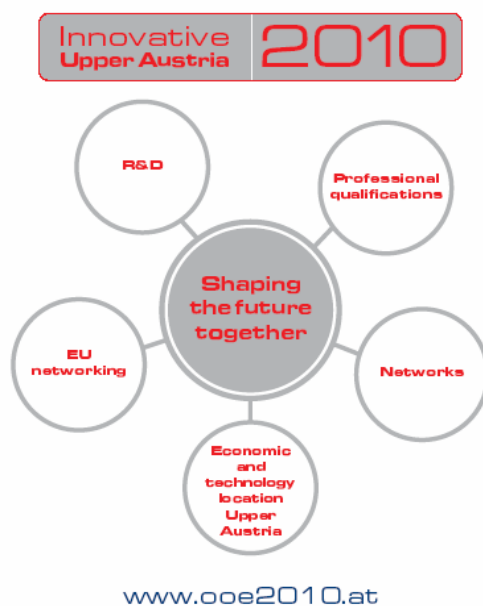 Innovative
Upper Austria
2010
R&D
Professional
qualifications
Shaping
the future
together
EU
networking
Networks
Economic
and
technology
location
Upper
Austria
www.ooe2010.at